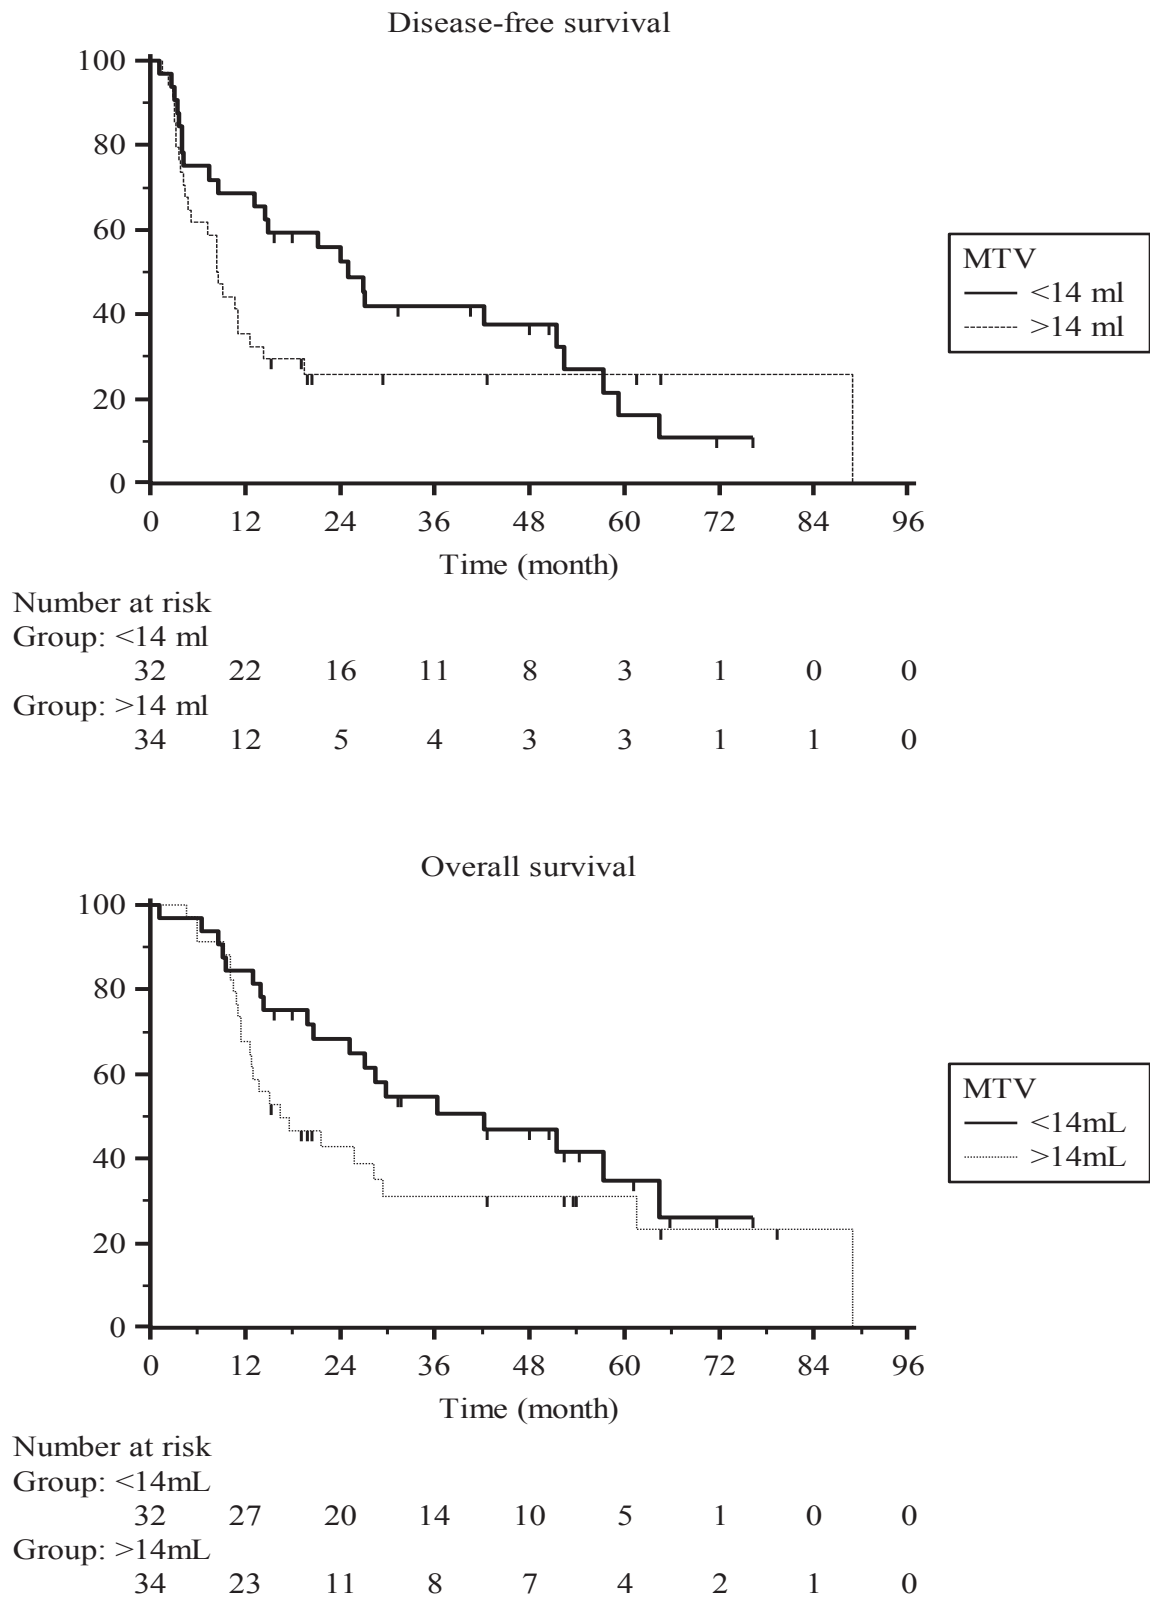 Disease-free survival
100
80
60
40
20
0
0 12 24 36 48 60 72 84 96
Time (month)
MTV
<14 ml
>14 ml
Number at risk
Group: <14 ml
32 22 16 11 8 3 1 0 0
Group: >14 ml
34 12 5 4 3 3 1 1 0
Overall survival
100
80
60
40
20
0
0 12 24 36 48 60 72 84 96
Time (month)
MTV
<14mL
>14mL
Number at risk
Group: <14mL
32 27 20 14 10 5 1 0 0
Group: >14mL
34 23 11 8 7 4 2 1 0